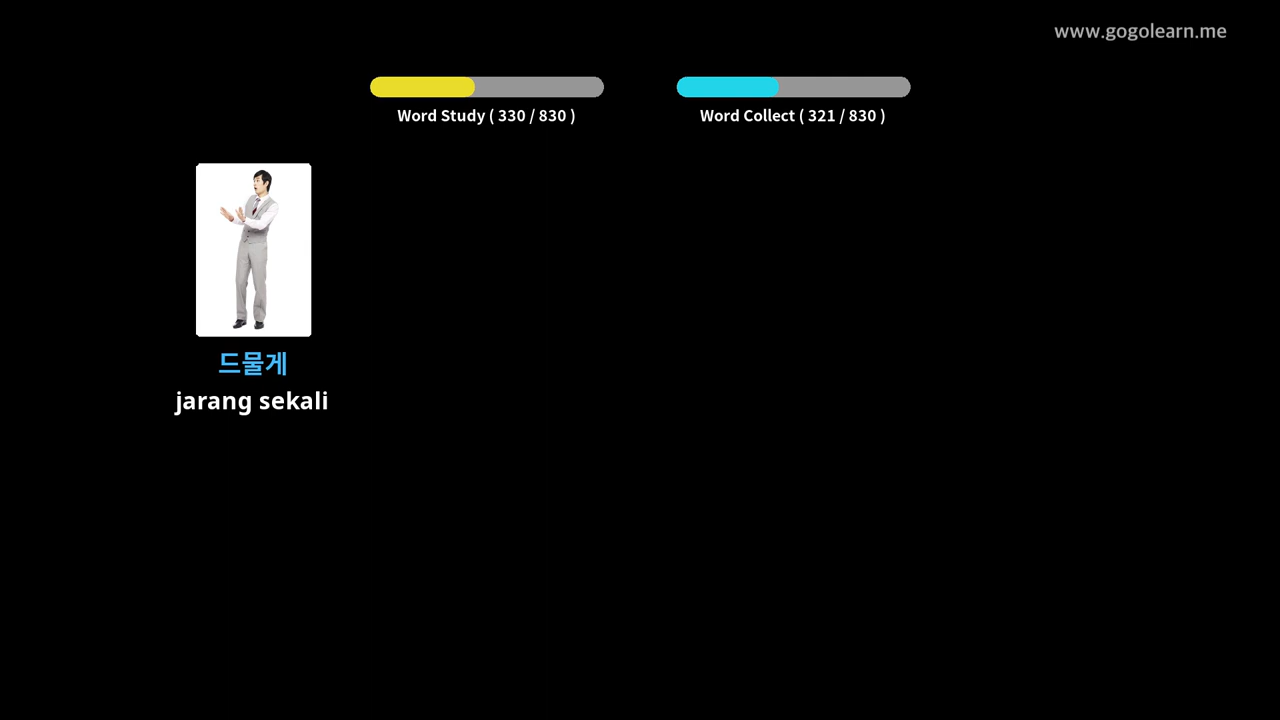 www.gogolearn.me
Word Study ( 330 / 830 )
Word Collect ( 321 / 830 )
드물게
jarang sekali